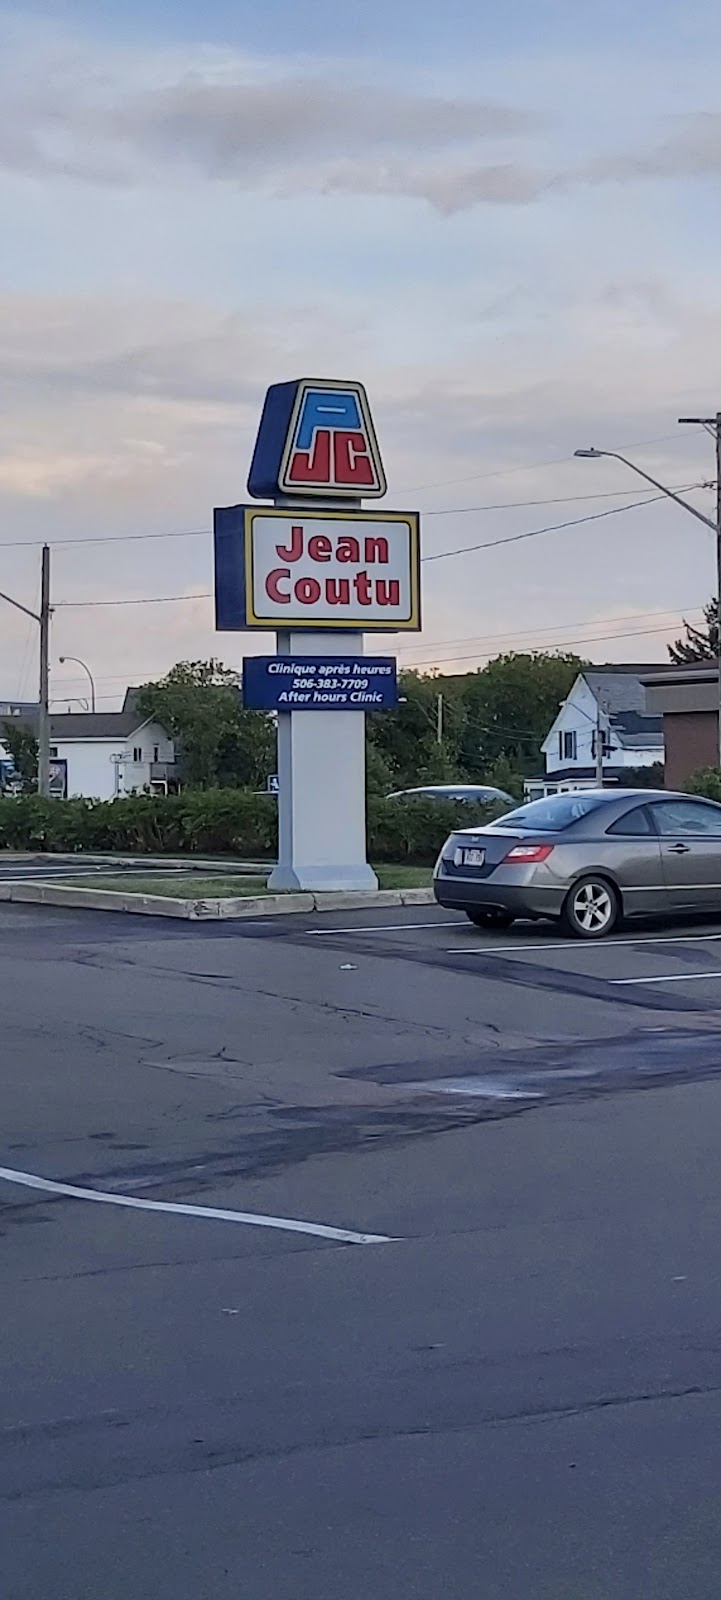 PJC
Jean
Coutu
Clinique après heures
506-383-7709
After hours Clinic